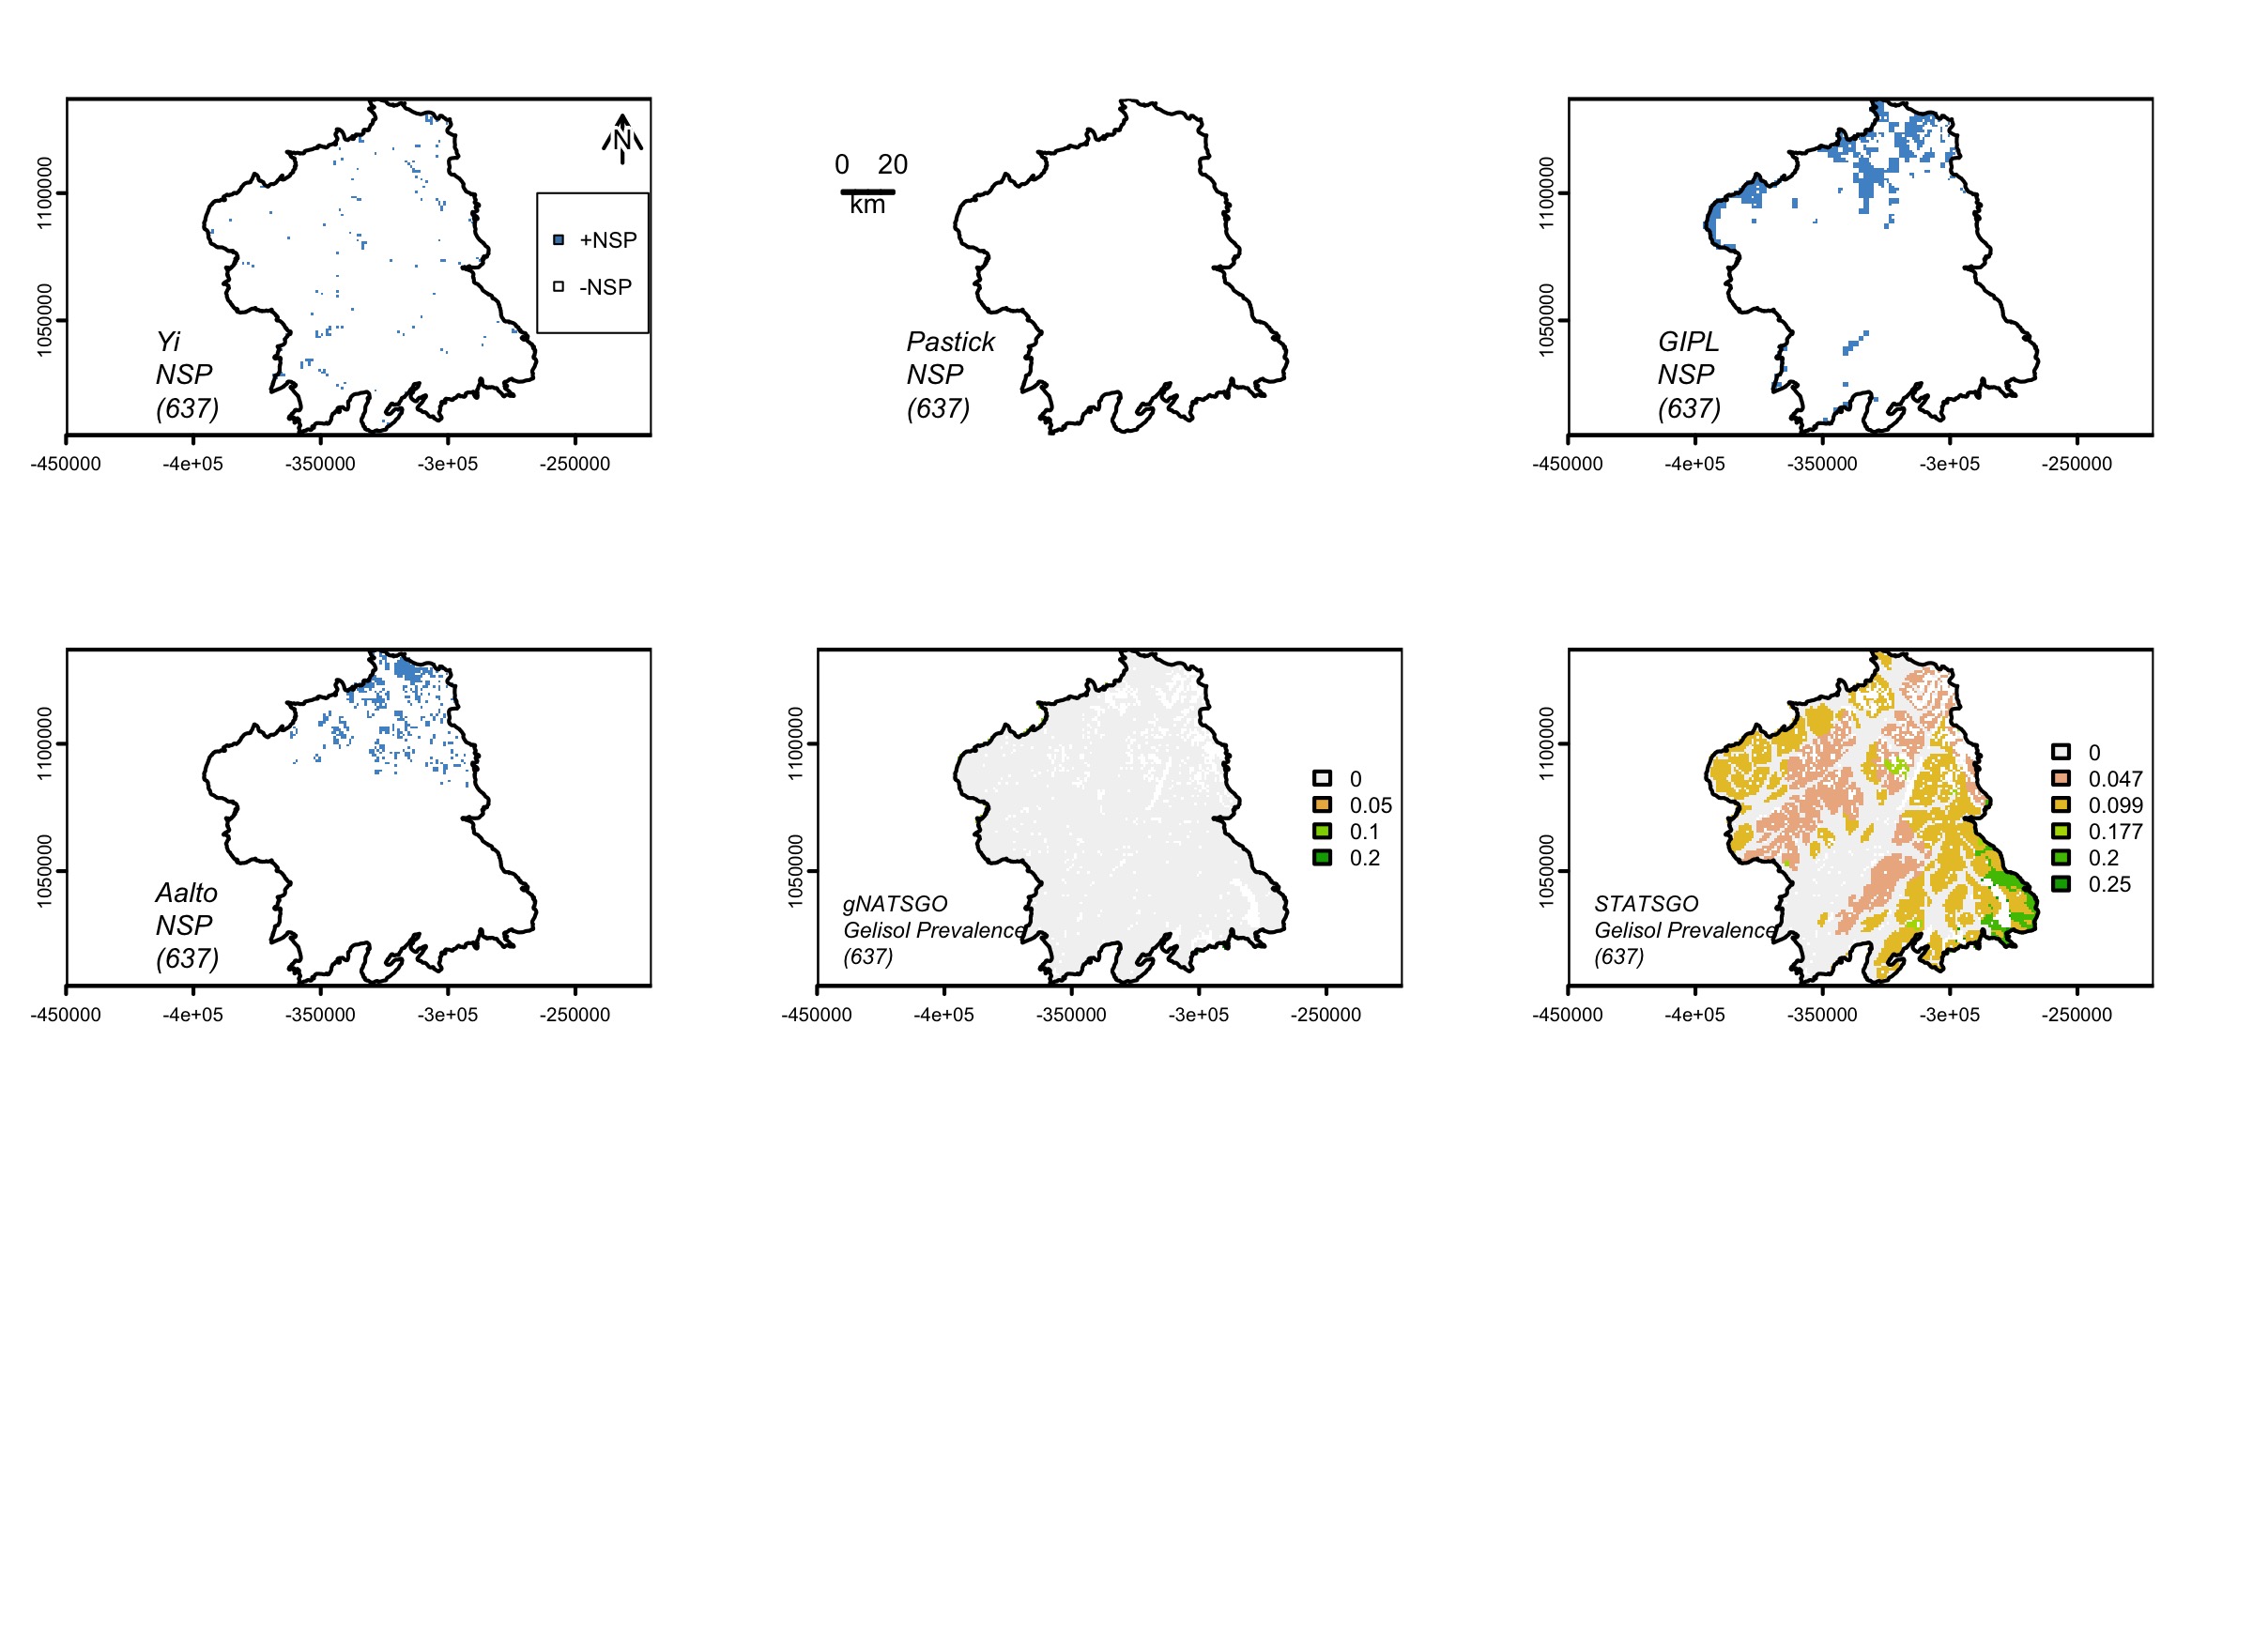 N
+NSP
-NSP
Yi
NSP
(637)
1100000
1050000
-450000
-4e+05
-350000
-3e+05
-250000
0 20
km
Pastick
NSP
(637)
GIPL
NSP
(637)
1100000
1050000
-450000
-4e+05
-350000
-3e+05
-250000
Aalto
NSP
(637)
1100000
1050000
-450000
-4e+05
-350000
-3e+05
-250000
gNATSGO
Gelisol Prevalence
(637)
0
0.05
0.1
0.2
1100000
1050000
-450000
-4e+05
-350000
-3e+05
-250000
STATSGO
Gelisol Prevalence
(637)
0
0.047
0.099
0.177
0.2
0.25
1100000
1050000
-450000
-4e+05
-350000
-3e+05
-250000